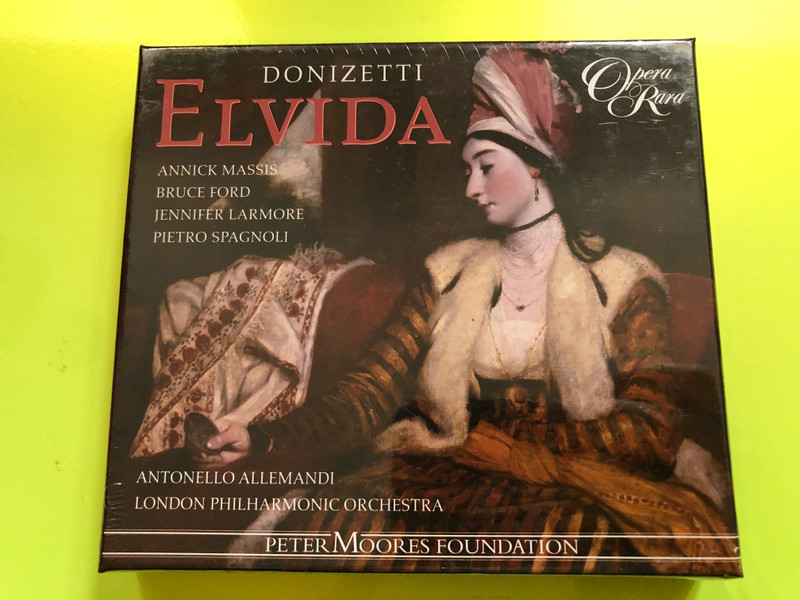 DONIZETTI
ELVIDA
Opera
Rara
ANNICK MASSIS
BRUCE FORD
JENNIFER LARMORE
PIETRO SPAGNOLI
ANTONELLO ALLEMANDI
LONDON PHILHARMONIC ORCHESTRA
PETER MOORES FOUNDATION